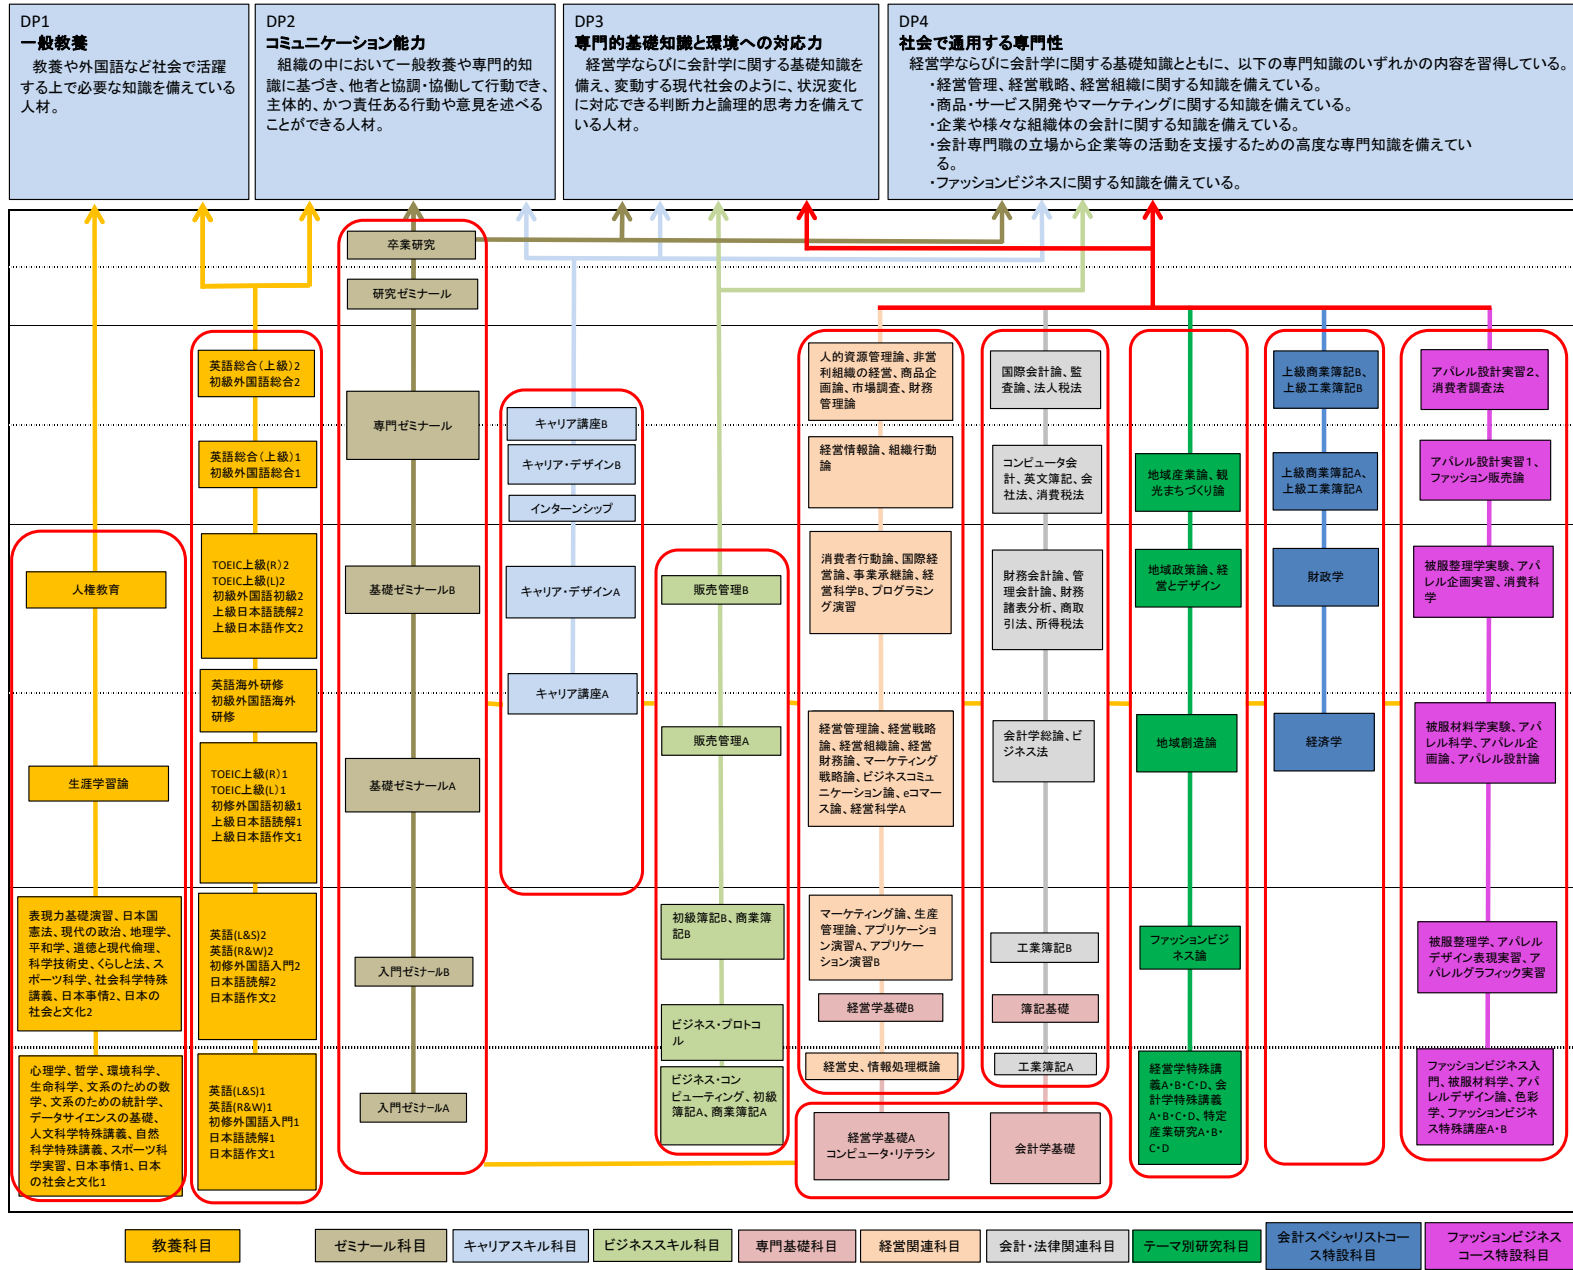 DP1
一般教養
教養や外国語など社会で活躍
する上で必要な知識を備えている
人材。
DP2
コミュニケーション能力
組織の中において一般教養や専門的知
識に基づき、他者と協調・協働して行動でき、
主体的、かつ責任ある行動や意見を述べる
ことができる人材。
DP3
専門的基礎知識と環境への対応力
経営学ならびに会計学に関する基礎知識を
備え、変動する現代社会のように、状況変化
に対応できる判断力と論理的思考力を備えて
いる人材。
DP4
社会で通用する専門性
経営学ならびに会計学に関する基礎知識とともに、以下の専門知識のいずれかの内容を習得している。
・経営管理、経営戦略、経営組織に関する知識を備えている。
・商品・サービス開発やマーケティングに関する知識を備えている。
・企業や様々な組織体の会計に関する知識を備えている。
・会計専門職の立場から企業等の活動を支援するための高度な専門知識を備えてい
る。
・ファッションビジネスに関する知識を備えている。
人権教育
生涯学習論
表現力基礎演習、日本国
憲法、現代の政治、地理学、
平和学、道徳と現代倫理、
科学技術史、くらしと法、ス
ポーツ科学、社会科学特殊
講義、日本事情2、日本の
社会と文化2
心理学、哲学、環境科学、
生命科学、文系のための数
学、文系のための統計学、
データサイエンスの基礎、
人文科学特殊講義、自然
科学特殊講義、スポーツ科
学実習、日本事情1、日本
の社会と文化1
英語総合(上級)2
初級外国語総合2
英語総合(上級)1
初級外国語総合1
TOEIC上級(R)2
TOEIC上級(L)2
初級外国語初級2
上級日本語読解2
上級日本語作文2
英語海外研修
初級外国語海外
研修
TOEIC上級(R)1
TOEIC上級(L)1
初修外国語初級1
上級日本語読解1
上級日本語作文1
英語(L&S)2
英語(R&W)2
初修外国語入門2
日本語読解2
日本語作文2
英語(L&S)1
英語(R&W)1
初修外国語入門1
日本語読解1
日本語作文1
卒業研究
研究ゼミナール
専門ゼミナール
基礎ゼミナールB
基礎ゼミナールA
入門ゼミナールB
入門ゼミナールA
キャリア講座B
キャリア・デザインB
インターンシップ
キャリア・デザインA
キャリア講座A
販売管理B
販売管理A
初級簿記B、商業簿
記B
ビジネス・プロトコ
ル
ビジネス・コン
ピューティング、初級
簿記A、商業簿記A
人的資源管理論、非営
利組織の経営、商品企
画論、市場調査、財務
管理論
経営情報論、組織行動
論
消費者行動論、国際経
営論、事業承継論、経
営科学B、プログラミン
グ演習
経営管理論、経営戦略
論、経営組織論、経営
財務論、マーケティング
戦略論、ビジネスコミュ
ニケーション論、eコマー
ス論、経営科学A
マーケティング論、生産
管理論、アプリケーショ
ン演習A、アプリケー
ション演習B
経営学基礎B
経営史、情報処理概論
経営学基礎A
コンピュータ・リテラシ
国際会計論、監
査論、法人税法
コンピュータ会
計、英文簿記、会
社法、消費税法
財務会計論、管
理会計論、財務
諸表分析、商取
引法、所得税法
会計学総論、ビ
ジネス法
工業簿記B
簿記基礎
工業簿記A
会計学基礎
地域産業論、観
光まちづくり論
地域政策論、経
営とデザイン
地域創造論
ファッションビジ
ネス論
経営学特殊講
義A・B・C・D、会
計学特殊講義
A・B・C・D、特定
産業研究A・B・
C・D
上級商業簿記B、
上級工業簿記B
上級商業簿記A、
上級工業簿記A
財政学
経済学
アパレル設計実習2、
消費者調査法
アパレル設計実習1、
ファッション販売論
被服整理学実験、アパ
レル企画実習、消費科
学
被服材料学実験、アパ
レル科学、アパレル企
画論、アパレル設計論
被服整理学、アパレル
デザイン表現実習、ア
パレルグラフィック実習
ファッションビジネス入
門、被服材料学、アパ
レルデザイン論、色彩
学、ファッションビジネ
ス特殊講座A・B
教養科目
ゼミナール科目
キャリアスキル科目
ビジネススキル科目
専門基礎科目
経営関連科目
会計・法律関連科目
テーマ別研究科目
会計スペシャリストコー
ス特設科目
ファッションビジネス
コース特設科目